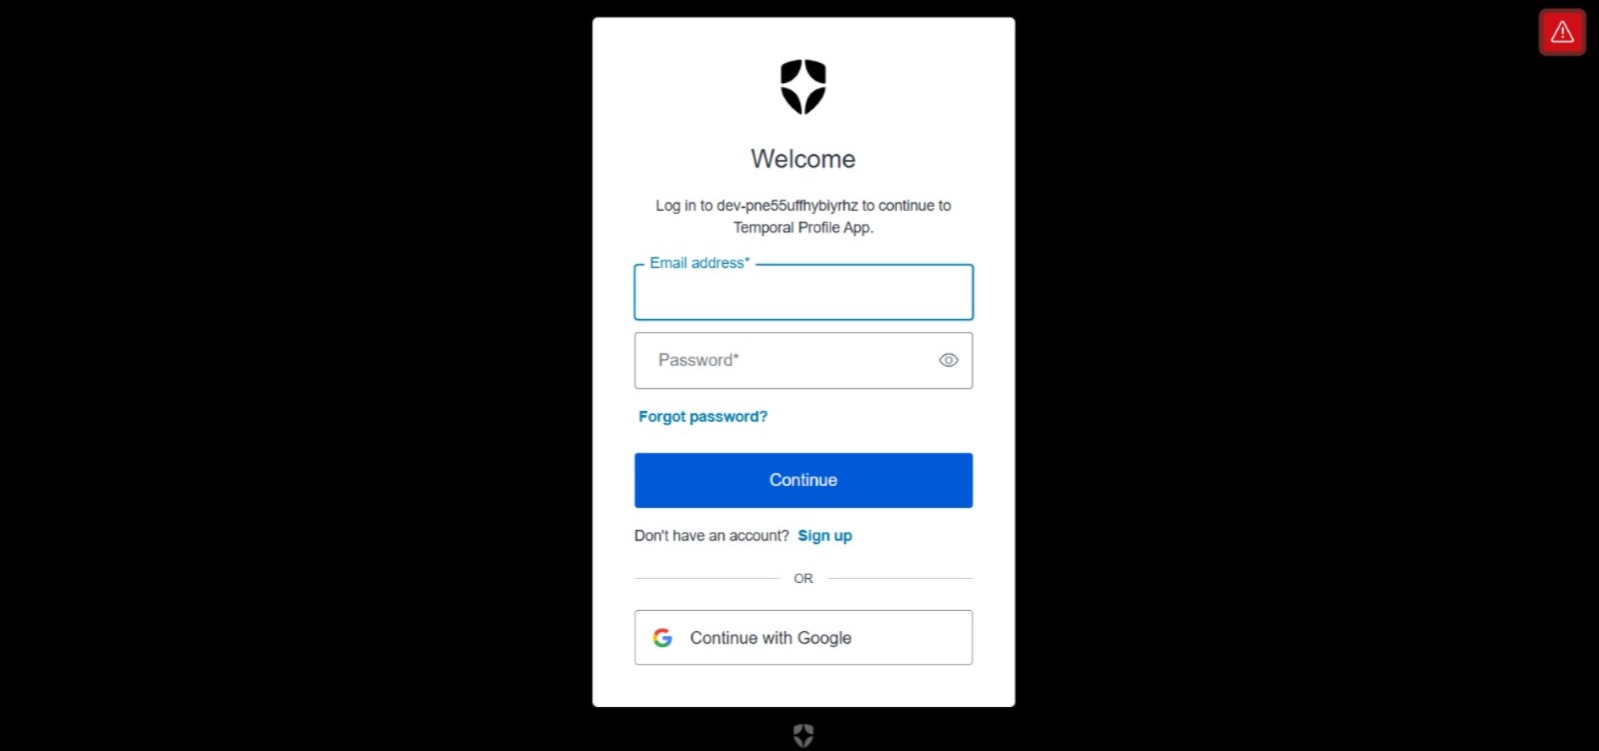 Welcome
Log in to dev-pne55uffhybiyrhz to continue to
Temporal Profile App.
Email address*
Password*
Forgot password?
Continue
Don't have an account? Sign up
OR
Continue with Google